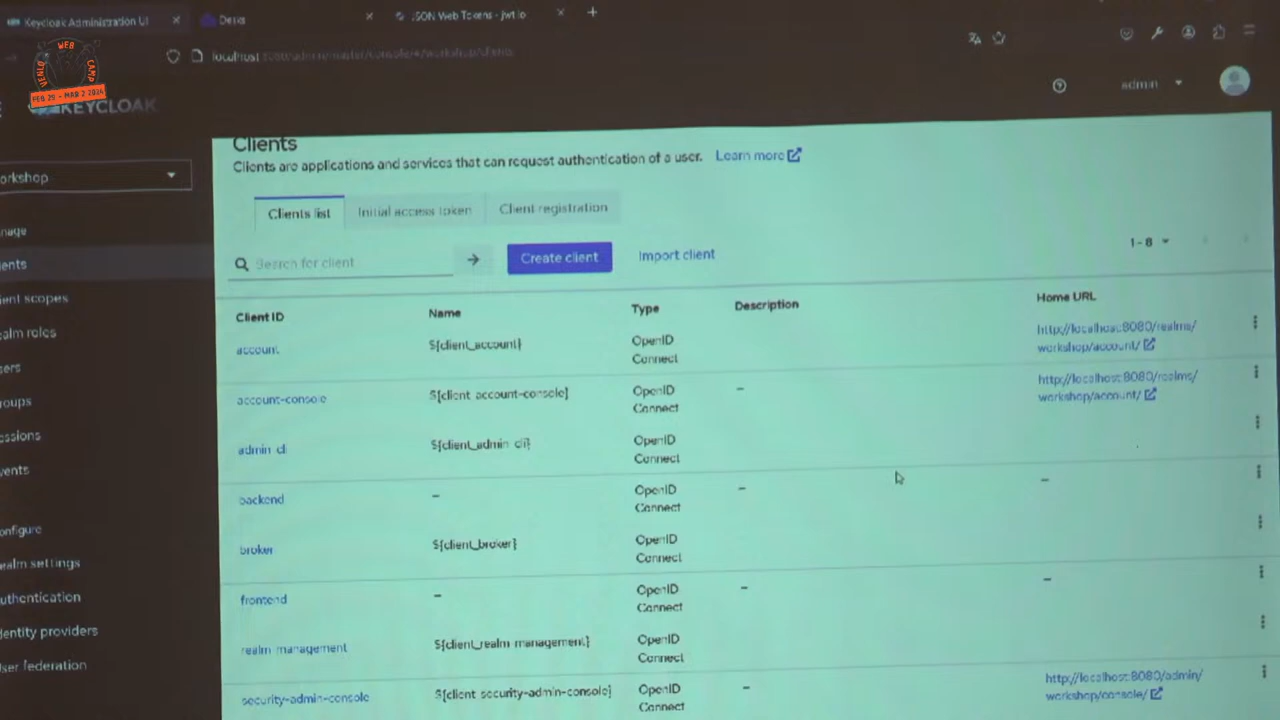 Keycloak Administration UI
JSON Web Tokens - jwt.io
localhost
WEB
VENLO
CAMP
FEB 29 - MAR 2 2024
KEYCLOAK
admin
orkshop
Clients
Clients are applications and services that can request authentication of a user. Learn more
Clients list
Initial access token
Client registration
Search for client
Create client
Import client
1-8
nage
ents
ient scopes
alm roles
sers
roups
essions
vents
onfigure
ealm settings
uthentication
dentity providers
ser federation
Client ID
Name
Type
Description
Home URL
account
${client_account}
OpenID
Connect
http://localhost:8080/realms/
workshop/account/
account-console
${client_account-console}
OpenID
Connect
–
http://localhost:8080/realms/
workshop/account/
admin-cli
${client_admin-cli}
OpenID
Connect
backend
–
OpenID
Connect
–
–
broker
${client_broker}
OpenID
Connect
frontend
–
OpenID
Connect
–
–
realm-management
${client_realm-management}
OpenID
Connect
security-admin-console
${client_security-admin-console}
OpenID
Connect
–
http://localhost:8080/admin/
workshop/console/